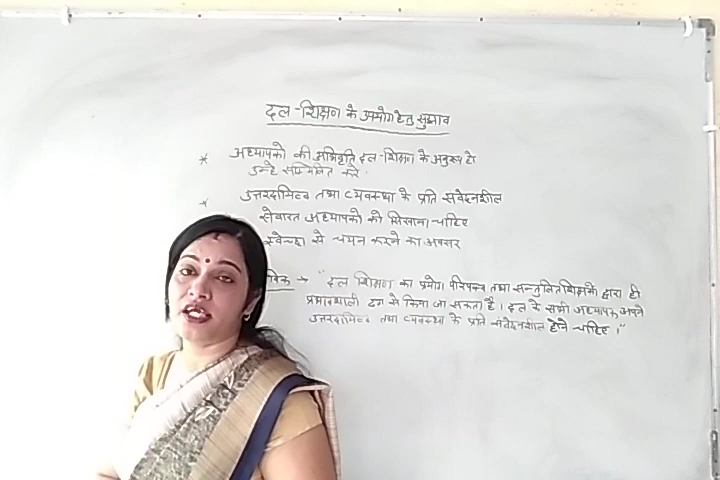 दल-शिक्षण के उपयोग हेतु सुझाव
* अध्यापको की अभिवृत्ति दल-शिक्षण के अनुरूप हो
उन्हे सम्मिलित करे।
* उत्तरदायित्व तथा व्यवस्था के प्रति संवेदनशील
सेवारत अध्यापको को सिखाना चाहिए
स्वेच्छा से चयन करने का अवसर
→ "दल शिक्षण का प्रयोग परिपक्व तथा सन्तुलित शिक्षको द्वारा ही
प्रभावशाली ढंग से किया जा सकता है। दल के सभी अध्यापक अपने
उत्तरदायित्व तथा व्यवस्था के प्रति संवेदनशील होने चाहिए।"